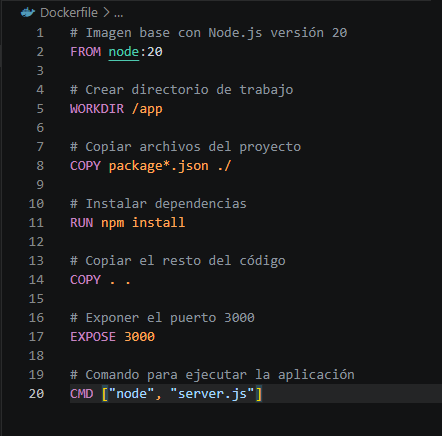 Dockerfile > ...
1 # Imagen base con Node.js versión 20
2 FROM node:20
3
4 # Crear directorio de trabajo
5 WORKDIR /app
6
7 # Copiar archivos del proyecto
8 COPY package*.json ./
9
10 # Instalar dependencias
11 RUN npm install
12
13 # Copiar el resto del código
14 COPY . .
15
16 # Exponer el puerto 3000
17 EXPOSE 3000
18
19 # Comando para ejecutar la aplicación
20 CMD ["node", "server.js"]